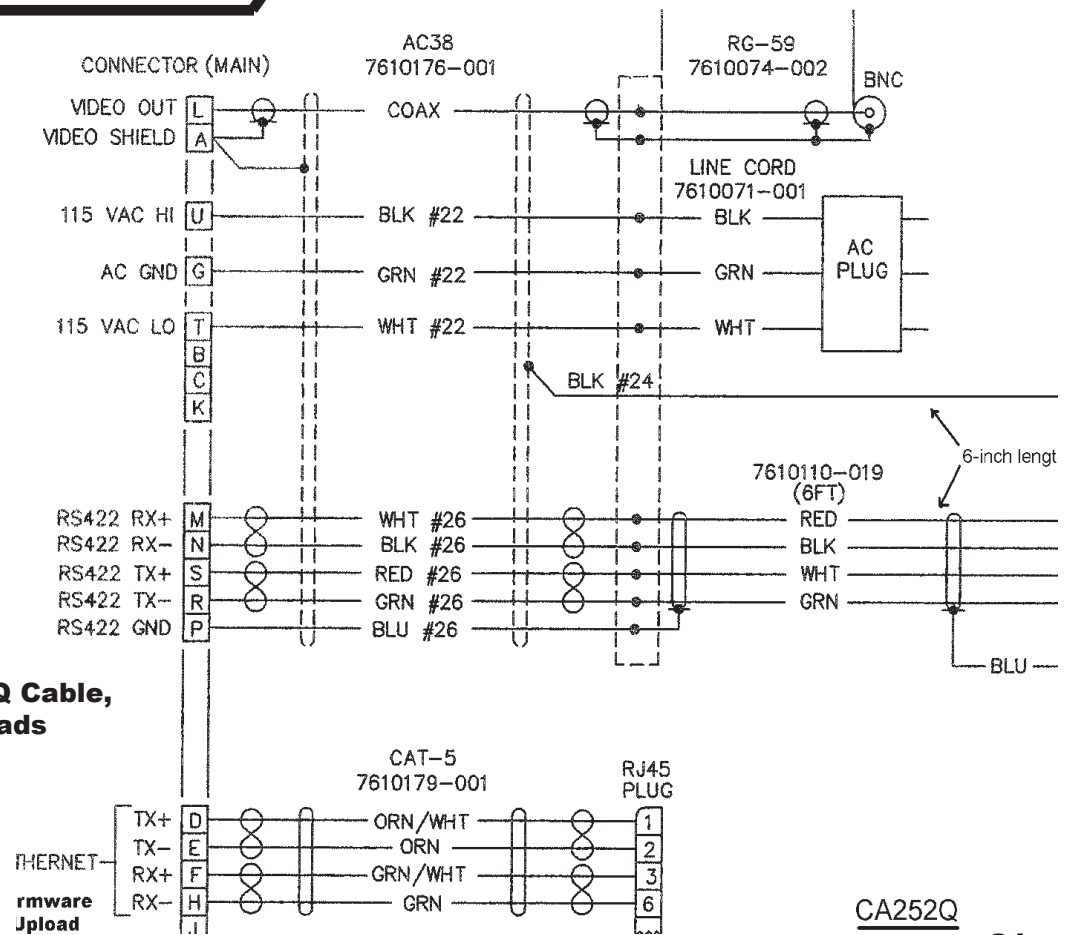 CONNECTOR (MAIN)
AC38
7610176-001
RG-59
7610074-002
BNC
VIDEO OUT L COAX
VIDEO SHIELD A
LINE CORD
7610071-001
115 VAC HI U BLK #22 BLK
AC GND G GRN #22 GRN
AC
PLUG
115 VAC LO T WHT #22 WHT
B
C
K
BLK #24
6-inch lengt
7610110-019
(6FT)
RS422 RX+ M WHT #26 RED
RS422 RX- N BLK #26 BLK
RS422 TX+ S RED #26 WHT
RS422 TX- R GRN #26 GRN
RS422 GND P BLU #26
BLU
Q Cable,
ads
CAT-5
7610179-001
RJ45
PLUG
TX+ D ORN/WHT 1
TX- E ORN 2
THERNET
RX+ F GRN/WHT 3
RX- H GRN 6
rmware
Upload
J
CA252Q